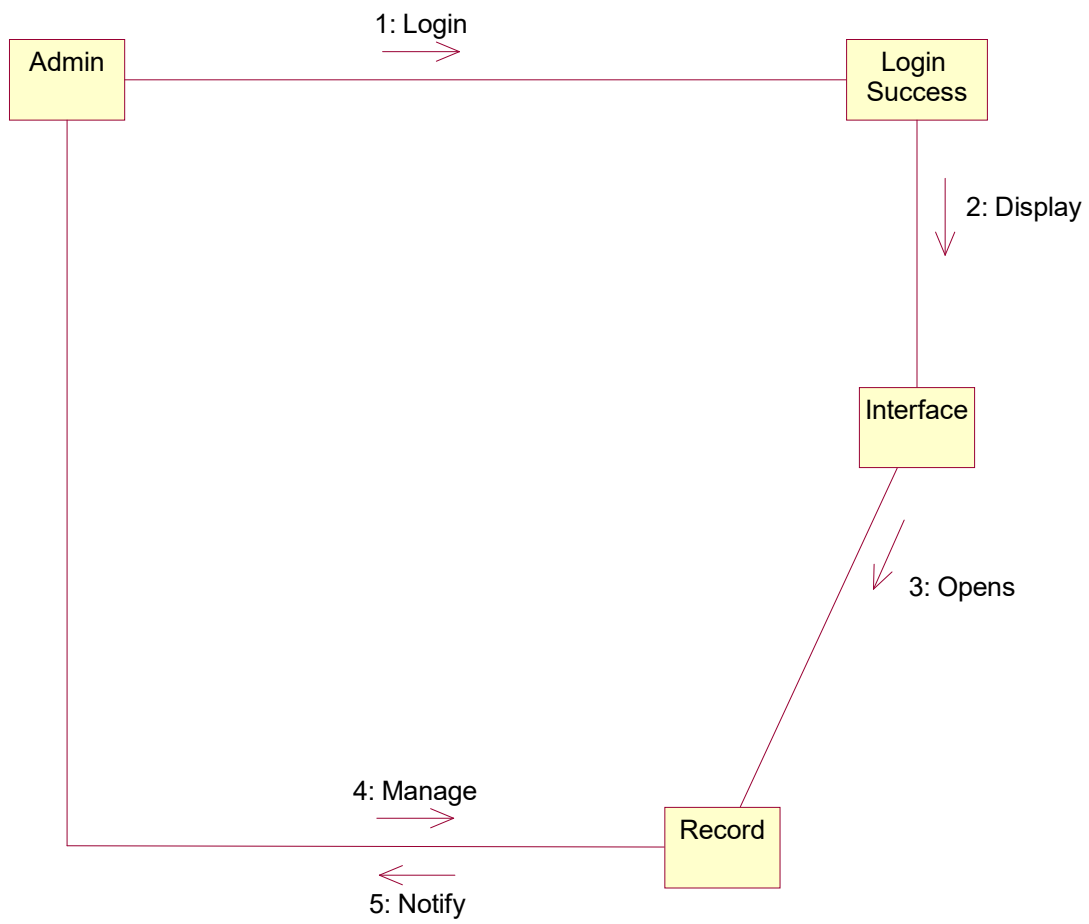 1: Login
Admin
Login
Success
2: Display
Interface
3: Opens
4: Manage
Record
5: Notify